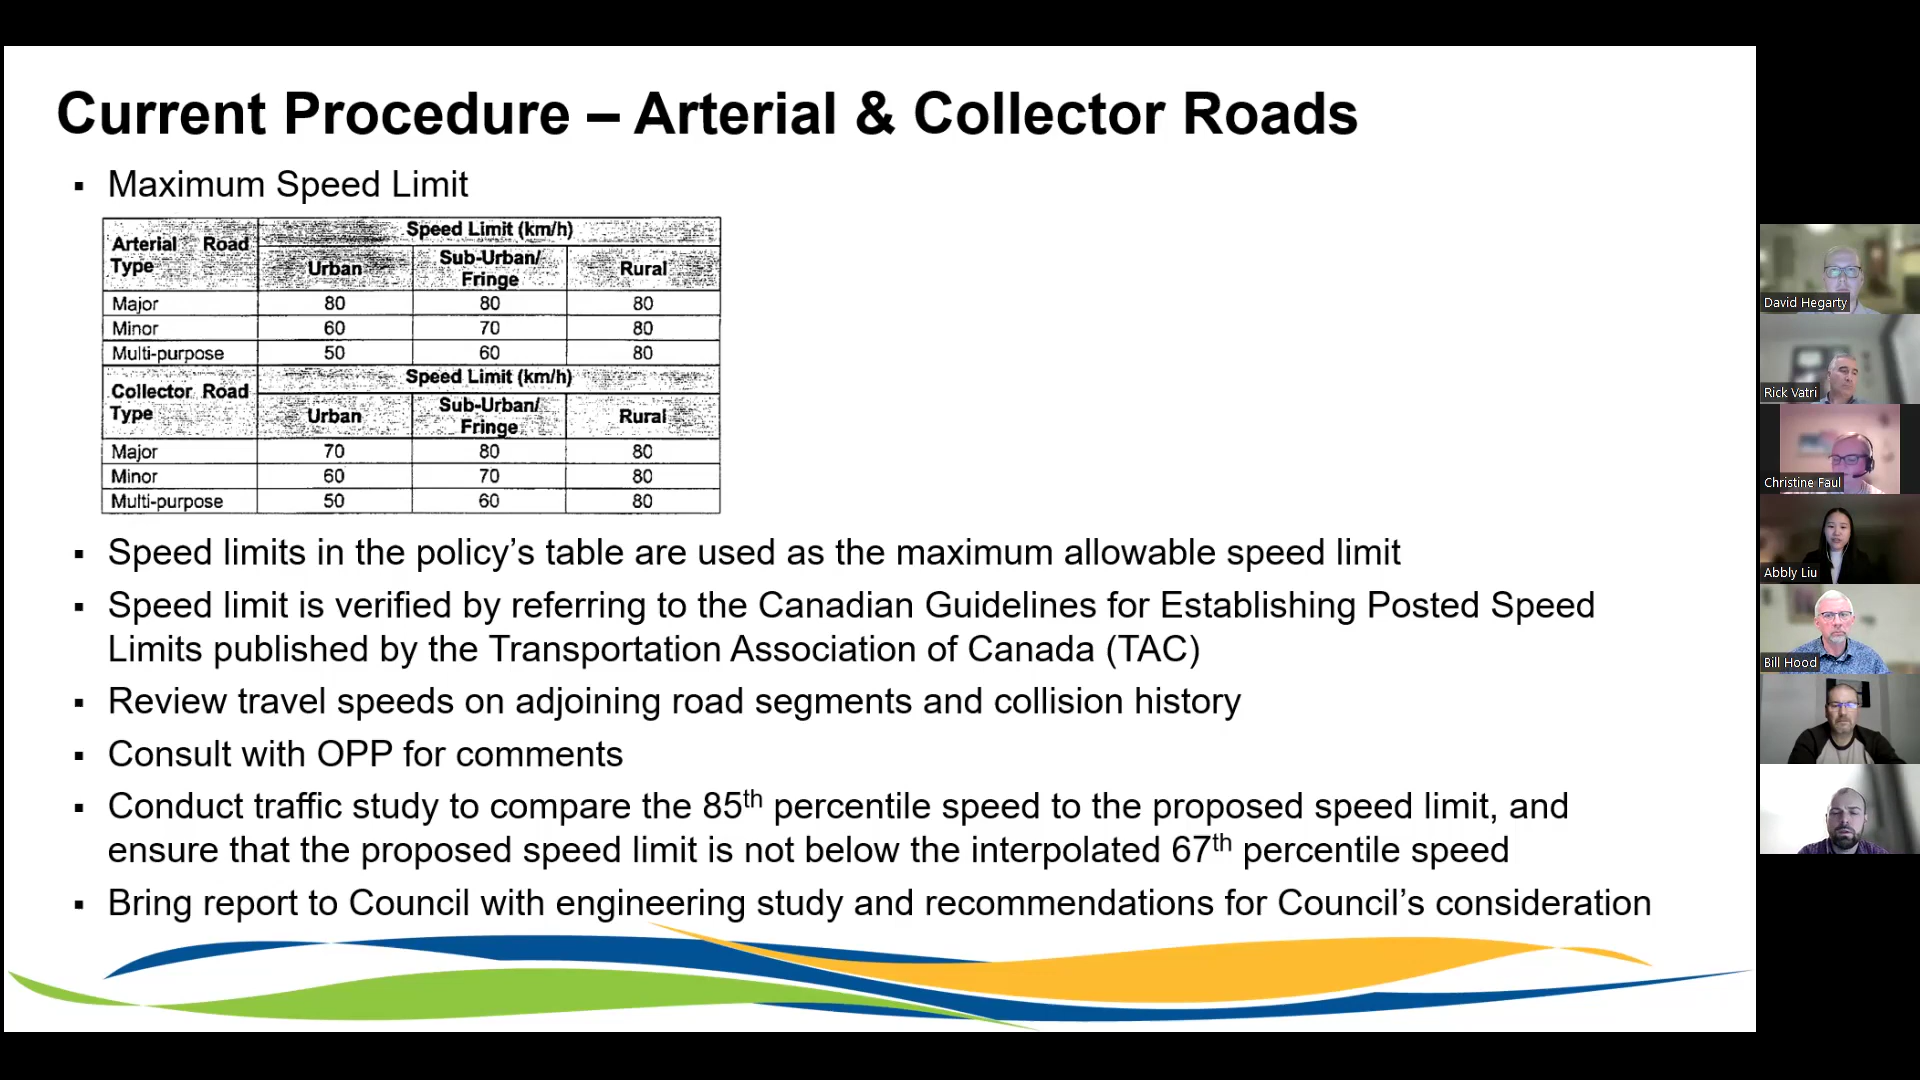 Current Procedure – Arterial & Collector Roads
▪ Maximum Speed Limit
Arterial Road Type
Speed Limit (km/h)
Urban Sub-Urban/ Fringe Rural
Major 80 80 80
Minor 60 70 80
Multi-purpose 50 60 80
Collector Road Type
Speed Limit (km/h)
Urban Sub-Urban/ Fringe Rural
Major 70 80 80
Minor 60 70 80
Multi-purpose 50 60 80
▪ Speed limits in the policy’s table are used as the maximum allowable speed limit
▪ Speed limit is verified by referring to the Canadian Guidelines for Establishing Posted Speed
Limits published by the Transportation Association of Canada (TAC)
▪ Review travel speeds on adjoining road segments and collision history
▪ Consult with OPP for comments
▪ Conduct traffic study to compare the 85th percentile speed to the proposed speed limit, and
ensure that the proposed speed limit is not below the interpolated 67th percentile speed
▪ Bring report to Council with engineering study and recommendations for Council’s consideration
David Hegarty
Rick Vatri
Christine Faul
Abbly Liu
Bill Hood